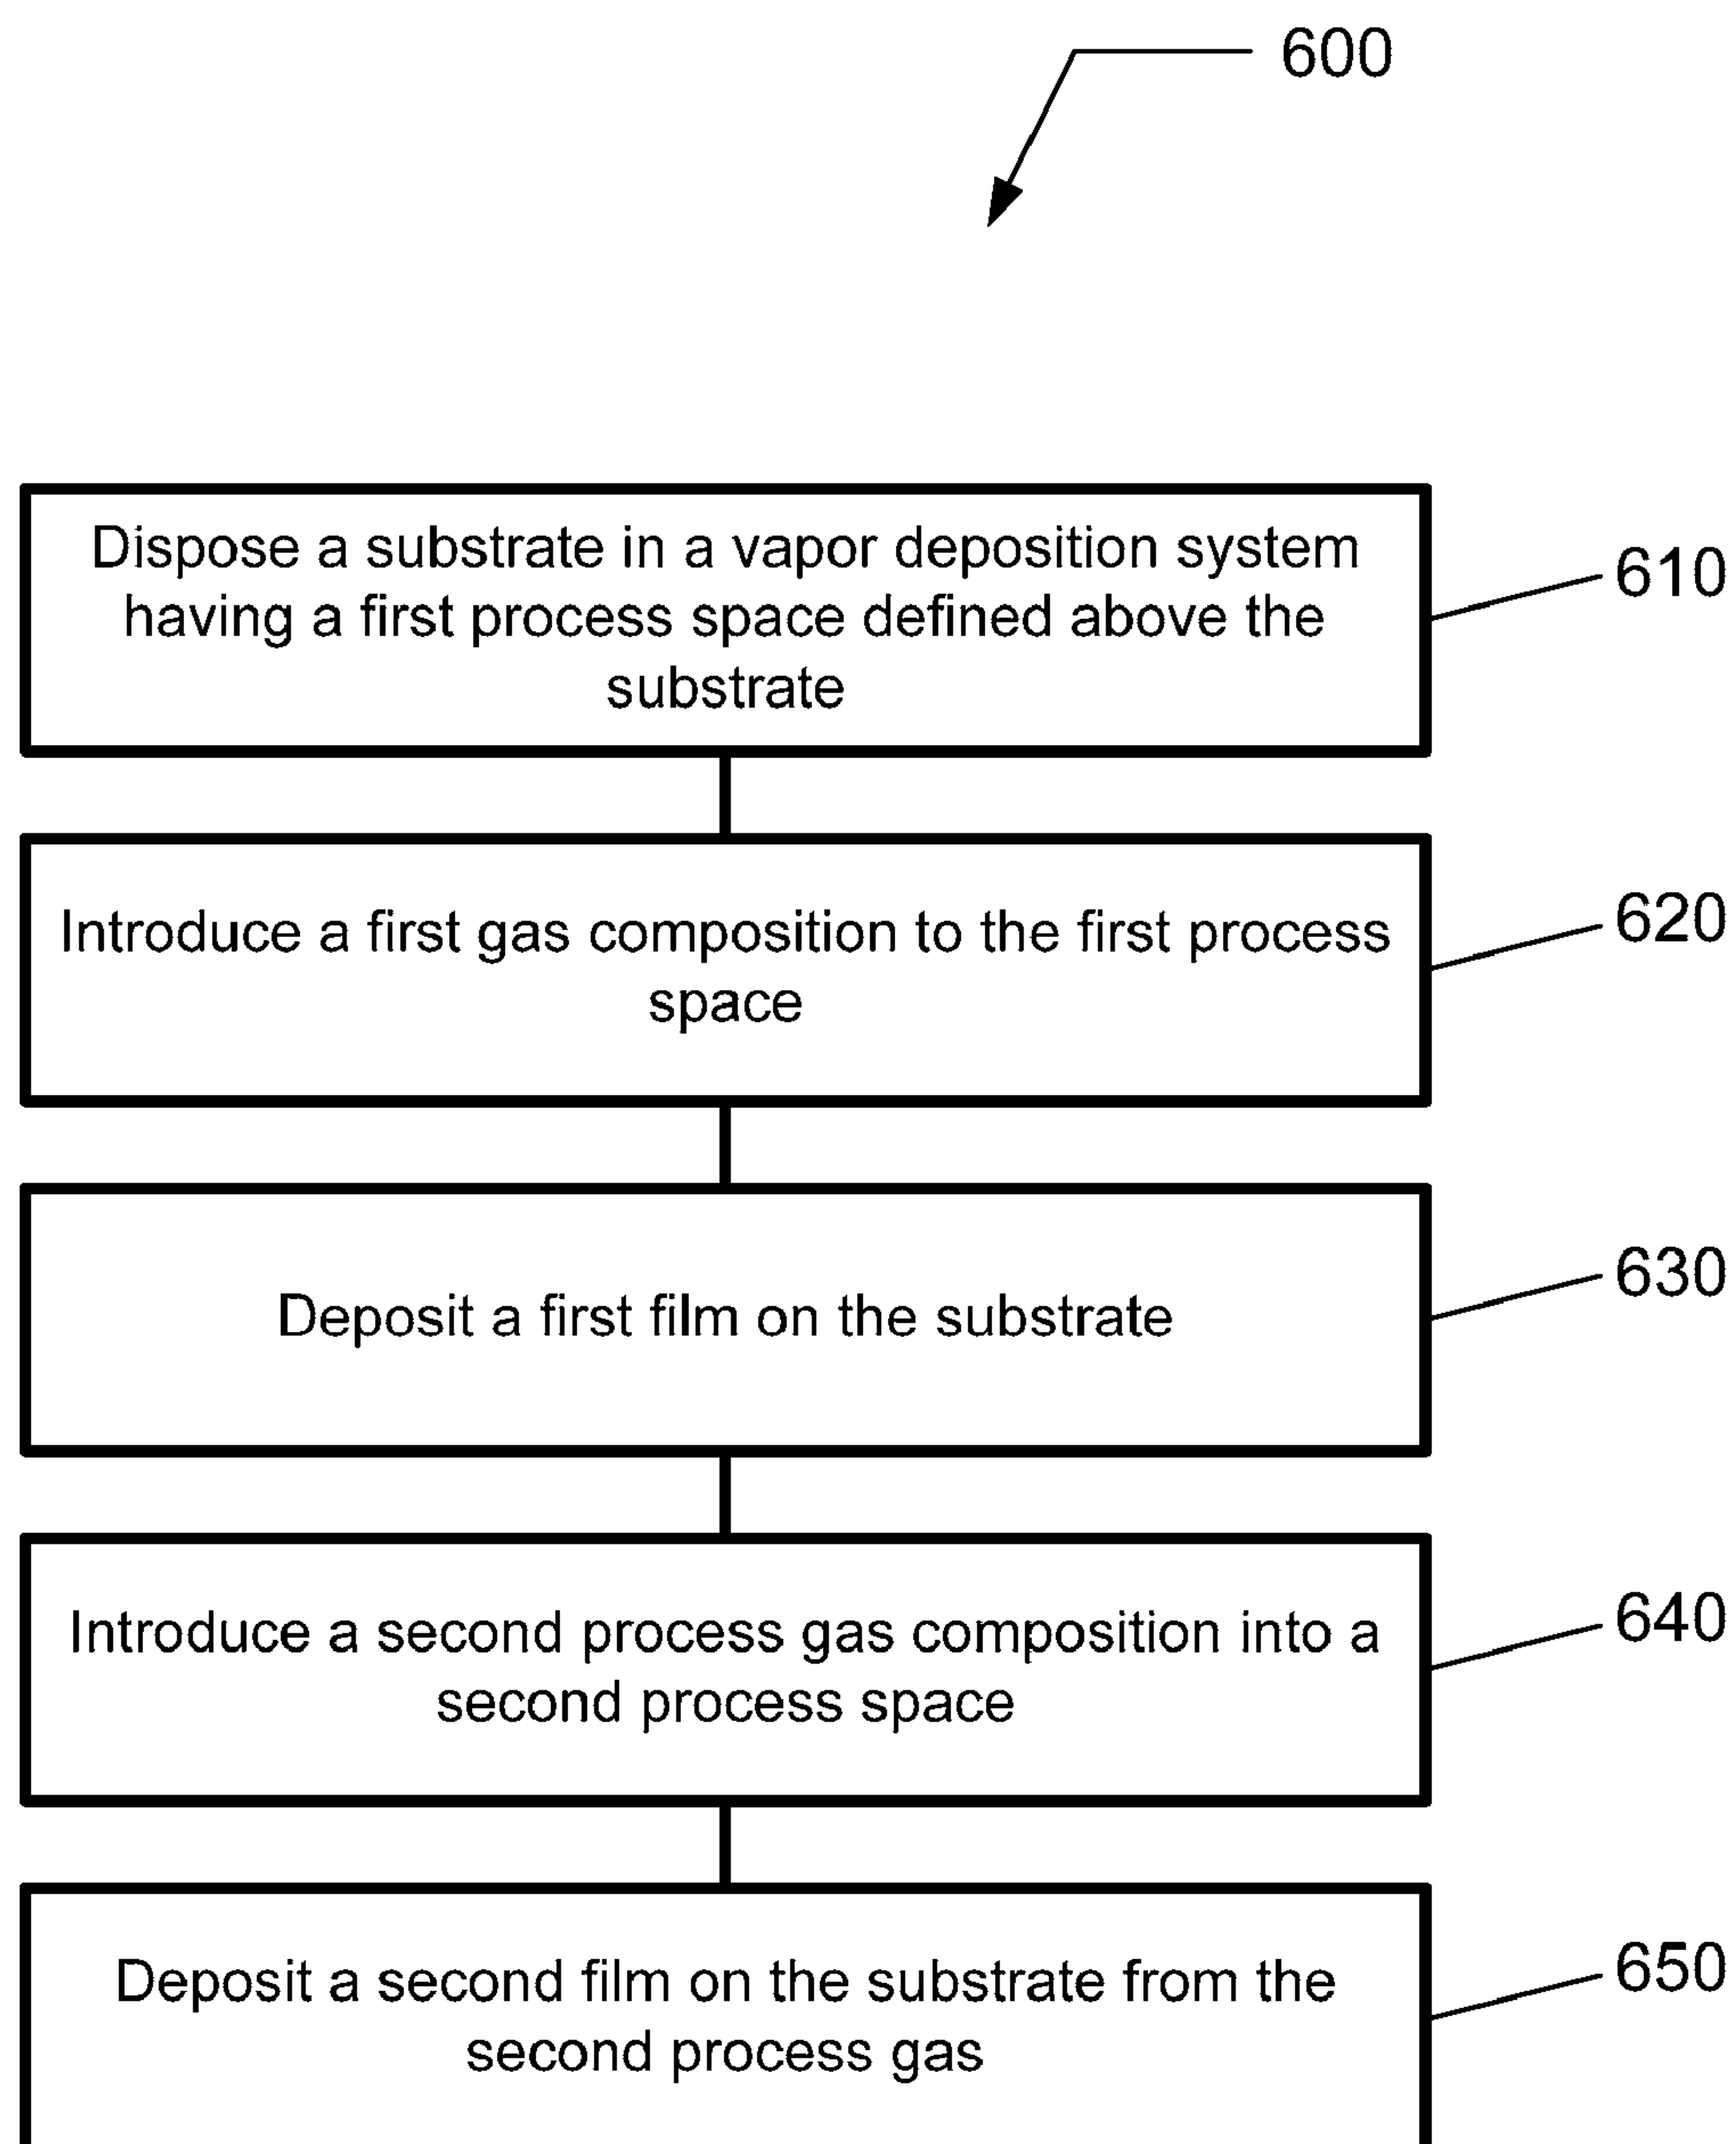 600
Dispose a substrate in a vapor deposition system
having a first process space defined above the
substrate
610
Introduce a first gas composition to the first process
space
620
Deposit a first film on the substrate
630
Introduce a second process gas composition into a
second process space
640
Deposit a second film on the substrate from the
second process gas
650